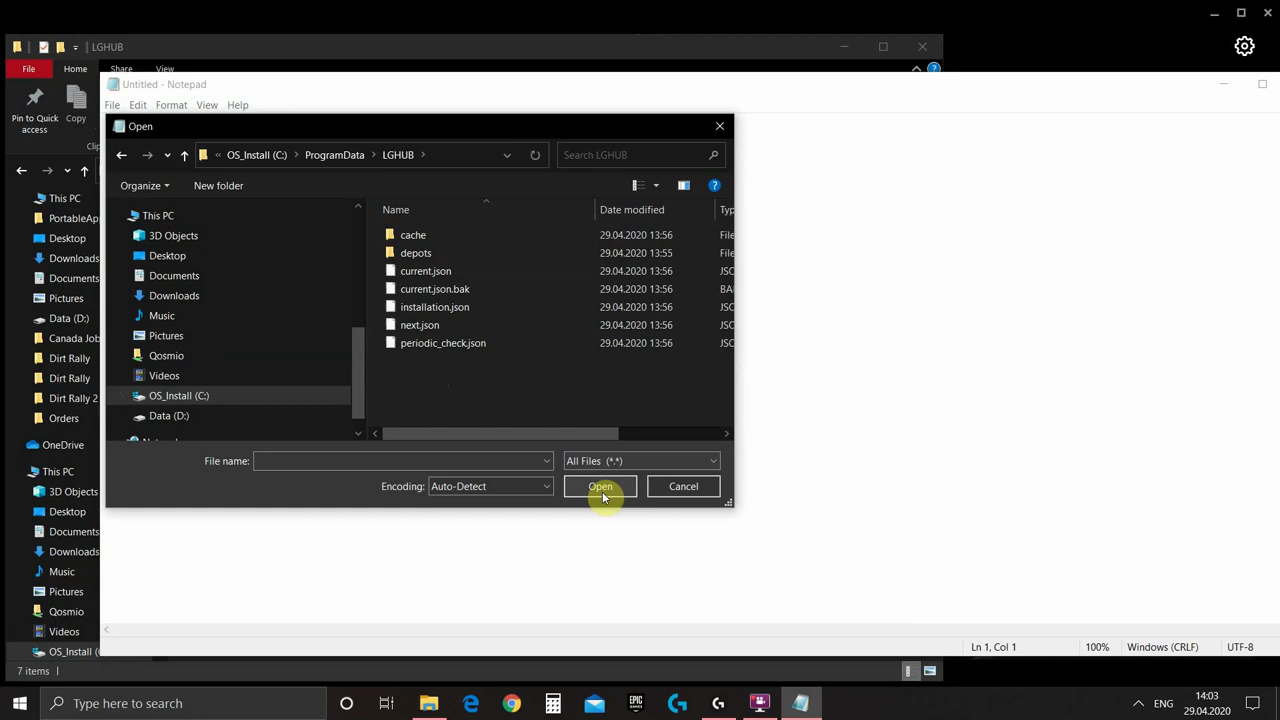 LGHUB
File Home Share View
Pin to Quick access
Copy
This PC
Desktop
Downloads
Documents
Pictures
Data (D:)
Dirt Rally
Dirt Rally
Dirt Rally 2
Orders
OneDrive
This PC
3D Objects
Desktop
Documents
Downloads
Music
Pictures
Qosmio
Videos
7 items
Untitled - Notepad
File Edit Format View Help
Open
« OS_Install (C:) ProgramData LGHUB
Search LGHUB
Organize New folder
This PC
3D Objects
Desktop
Documents
Downloads
Music
Pictures
Qosmio
Videos
OS_Install (C:)
Data (D:)
Name Date modified
cache 29.04.2020 13:56
depots 29.04.2020 13:55
current.json 29.04.2020 13:56
current.json.bak 29.04.2020 13:56
installation.json 29.04.2020 13:56
next.json 29.04.2020 13:56
periodic_check.json 29.04.2020 13:56
File name: All Files (*.*)
Encoding: Auto-Detect Open Cancel
Ln 1, Col 1 100% Windows (CRLF) UTF-8
Type here to search
EPIC GAMES
ENG
14:03
29.04.2020